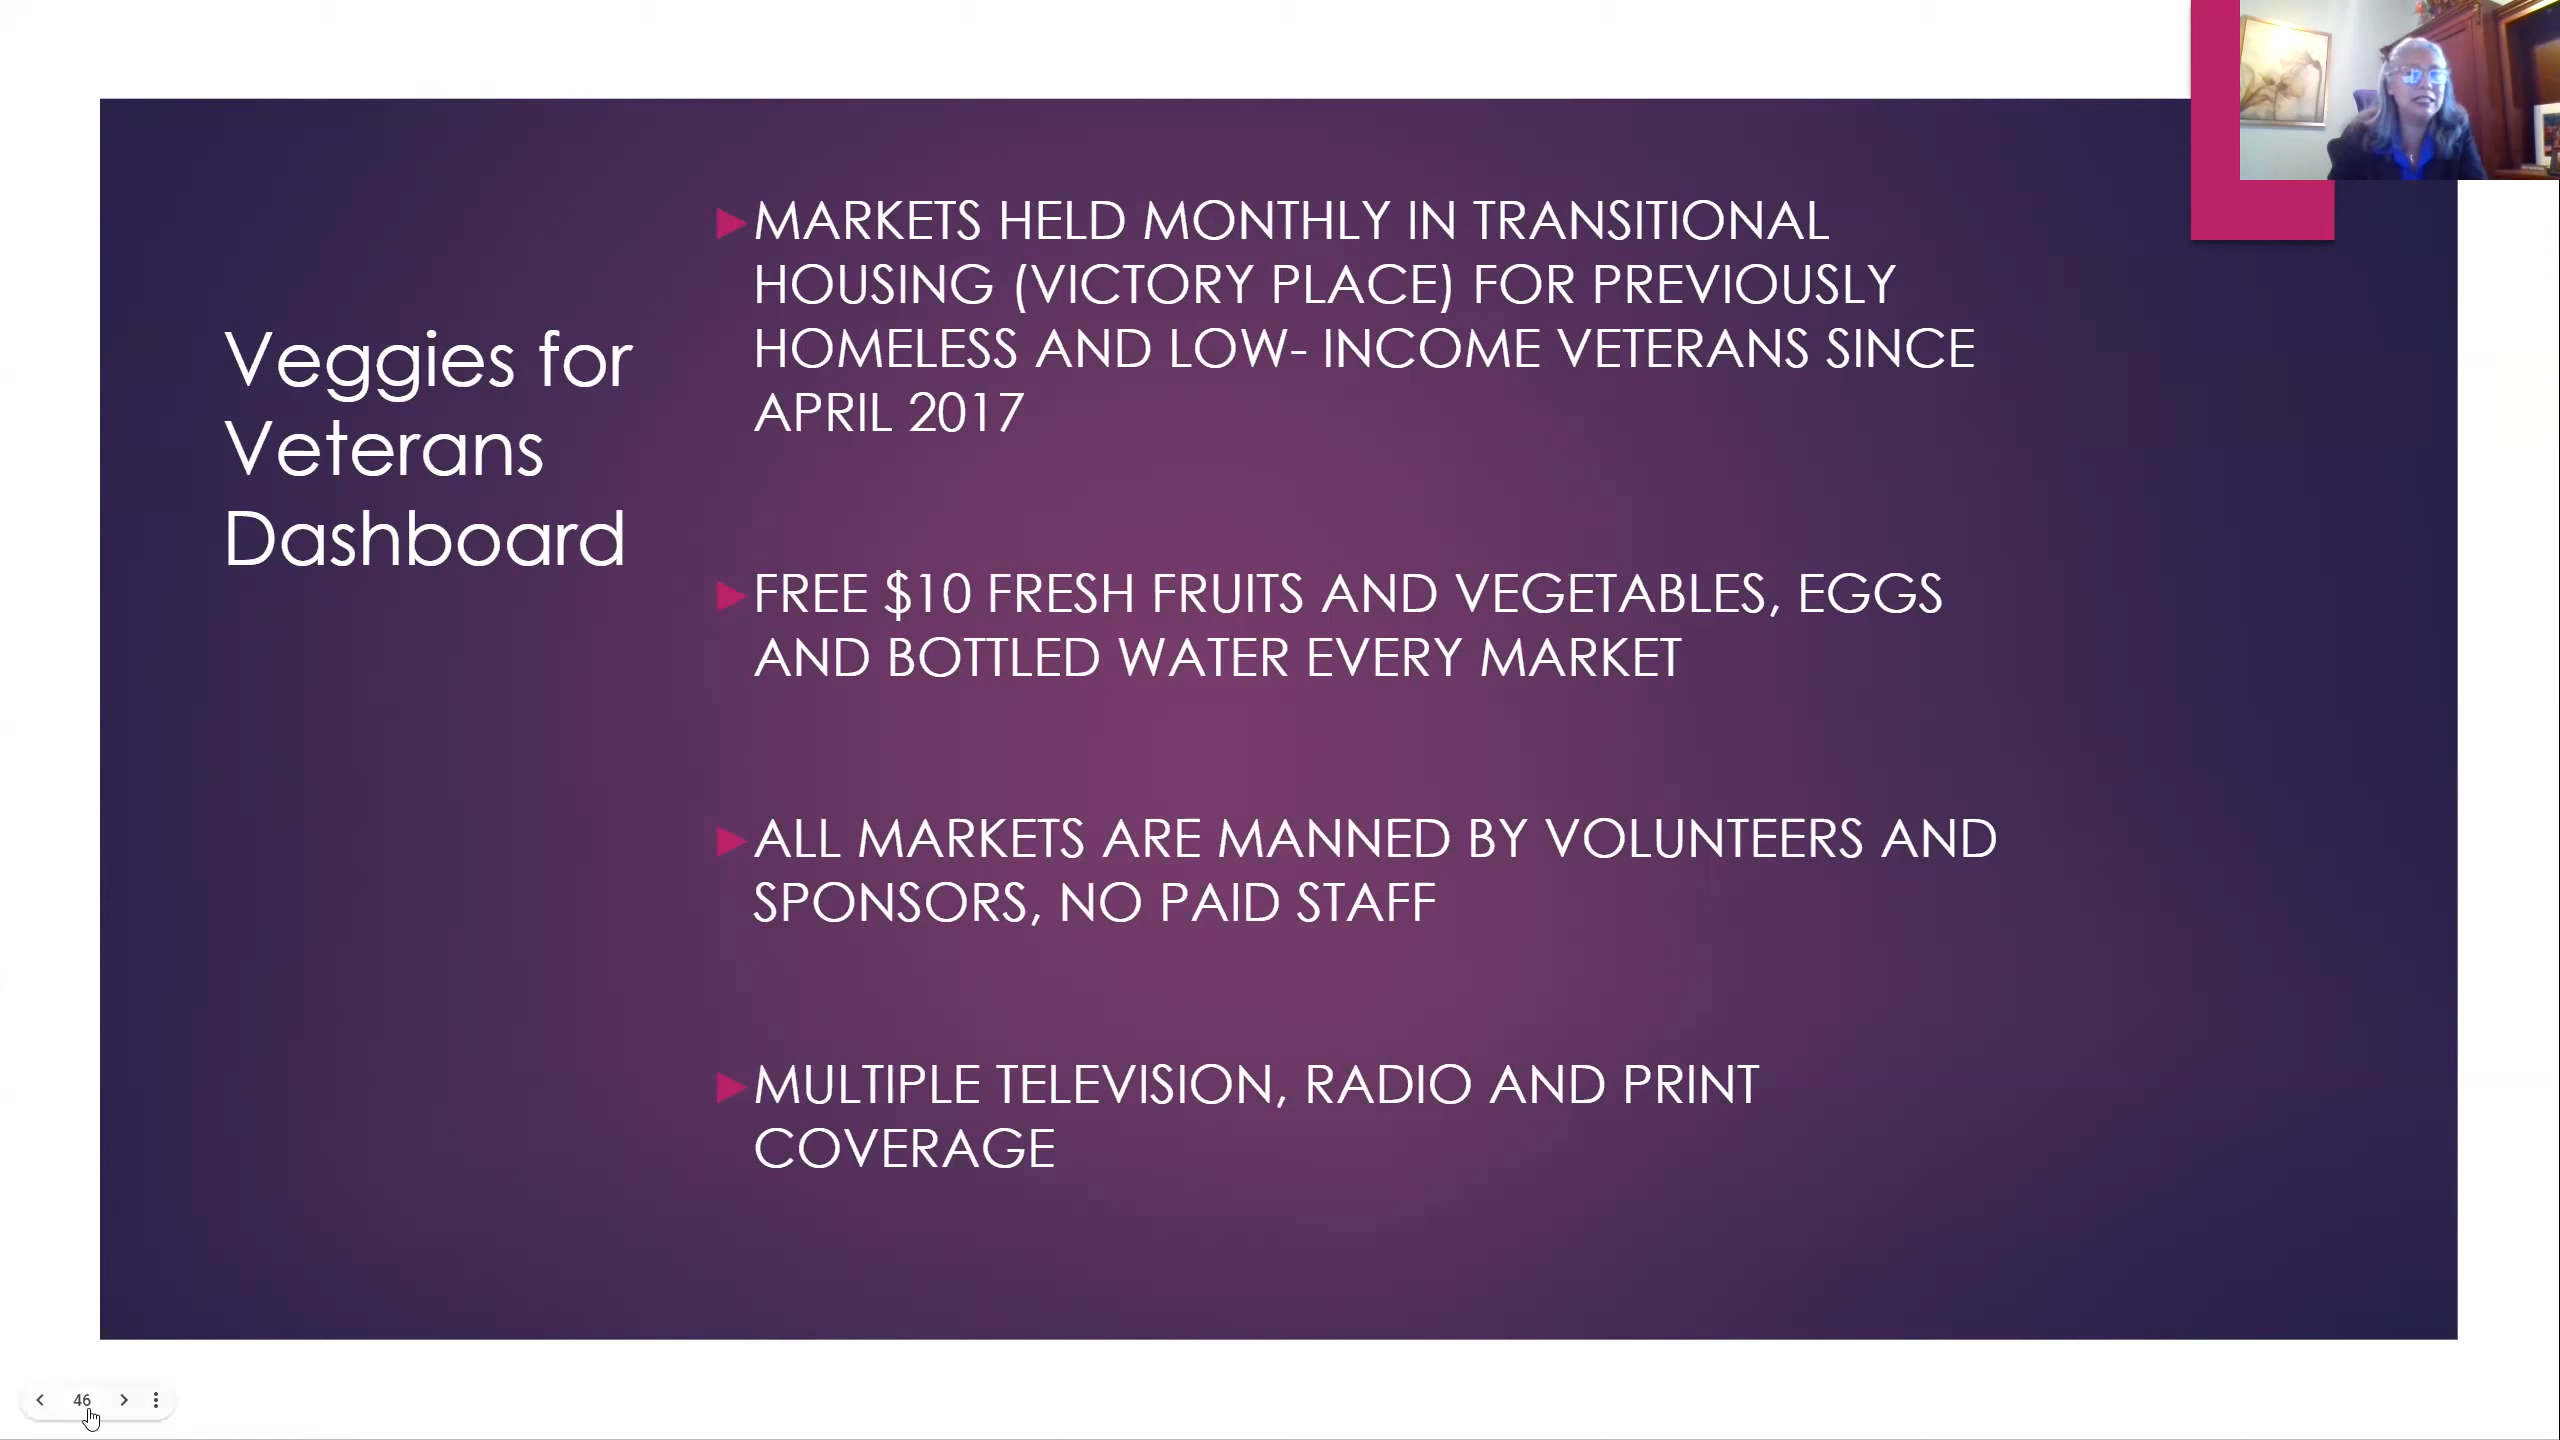 Veggies for
Veterans
Dashboard
MARKETS HELD MONTHLY IN TRANSITIONAL
HOUSING (VICTORY PLACE) FOR PREVIOUSLY
HOMELESS AND LOW- INCOME VETERANS SINCE
APRIL 2017
FREE $10 FRESH FRUITS AND VEGETABLES, EGGS
AND BOTTLED WATER EVERY MARKET
ALL MARKETS ARE MANNED BY VOLUNTEERS AND
SPONSORS, NO PAID STAFF
MULTIPLE TELEVISION, RADIO AND PRINT
COVERAGE
46